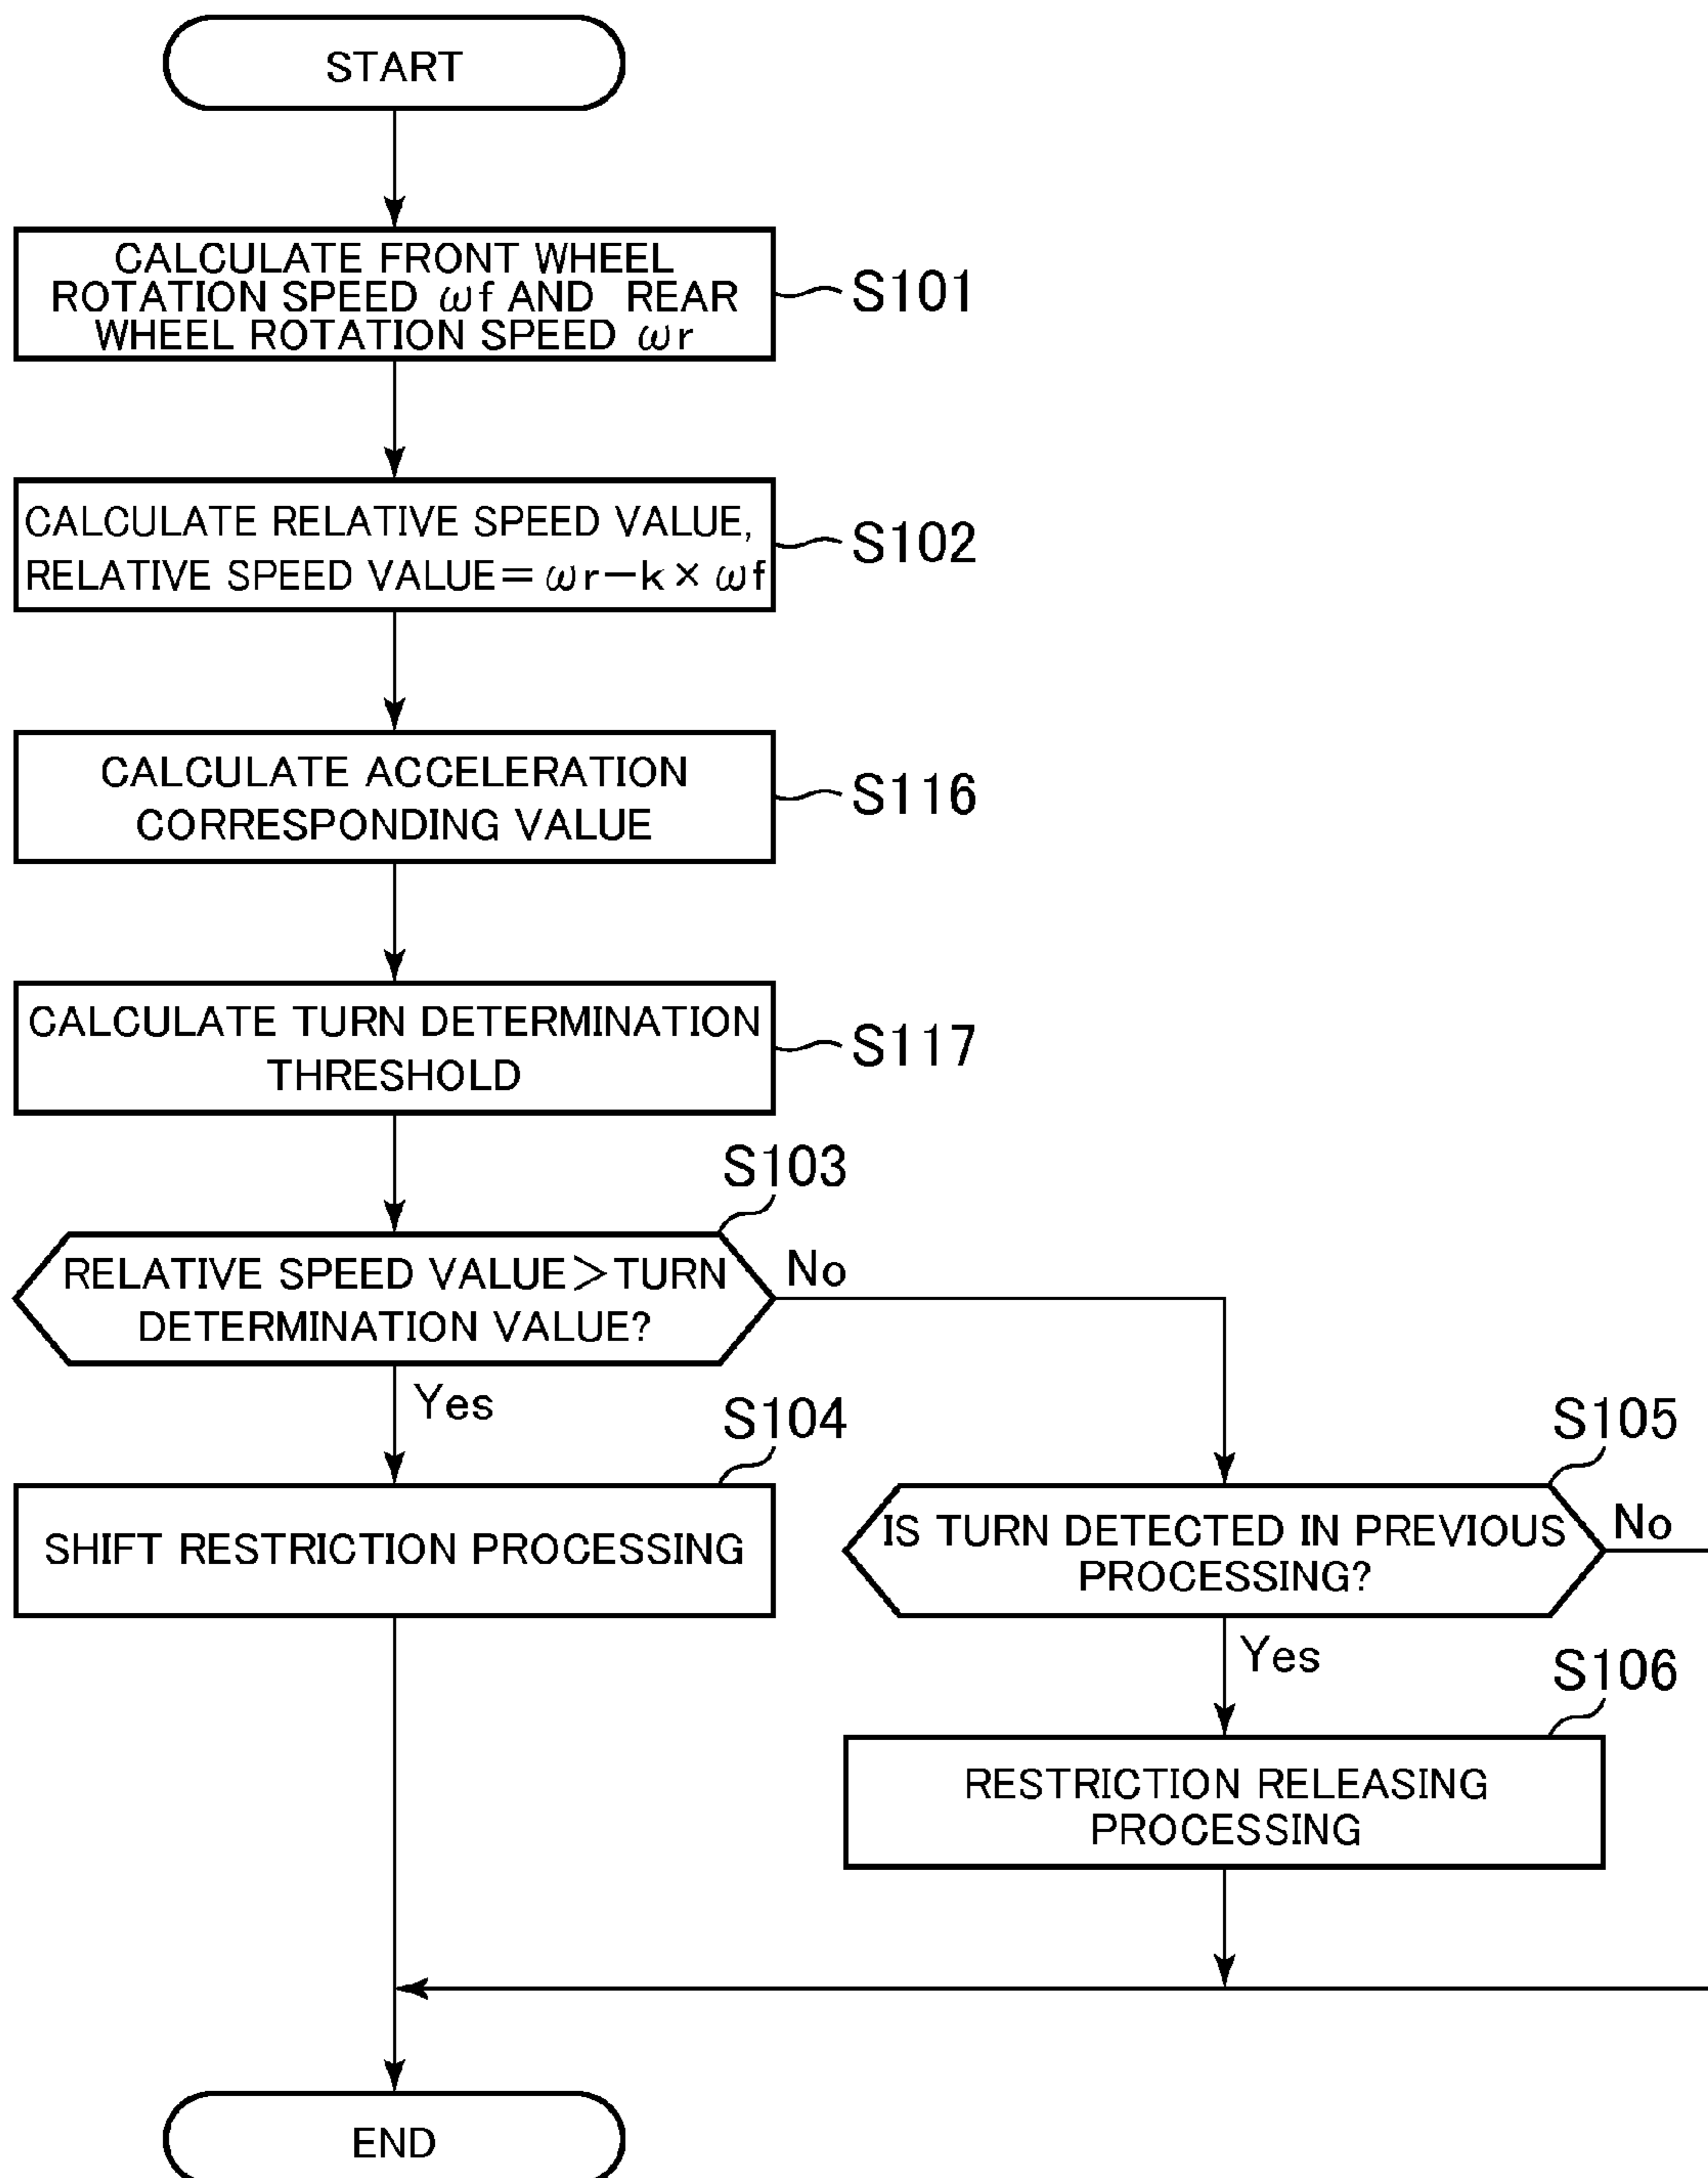 START
CALCULATE FRONT WHEEL
ROTATION SPEED ωf AND REAR
WHEEL ROTATION SPEED ωr
S101
CALCULATE RELATIVE SPEED VALUE,
RELATIVE SPEED VALUE=ωr−k×ωf
S102
CALCULATE ACCELERATION
CORRESPONDING VALUE
S116
CALCULATE TURN DETERMINATION
THRESHOLD
S117
S103
RELATIVE SPEED VALUE>TURN
DETERMINATION VALUE?
No
Yes
S104
SHIFT RESTRICTION PROCESSING
S105
IS TURN DETECTED IN PREVIOUS
PROCESSING?
No
Yes
S106
RESTRICTION RELEASING
PROCESSING
END